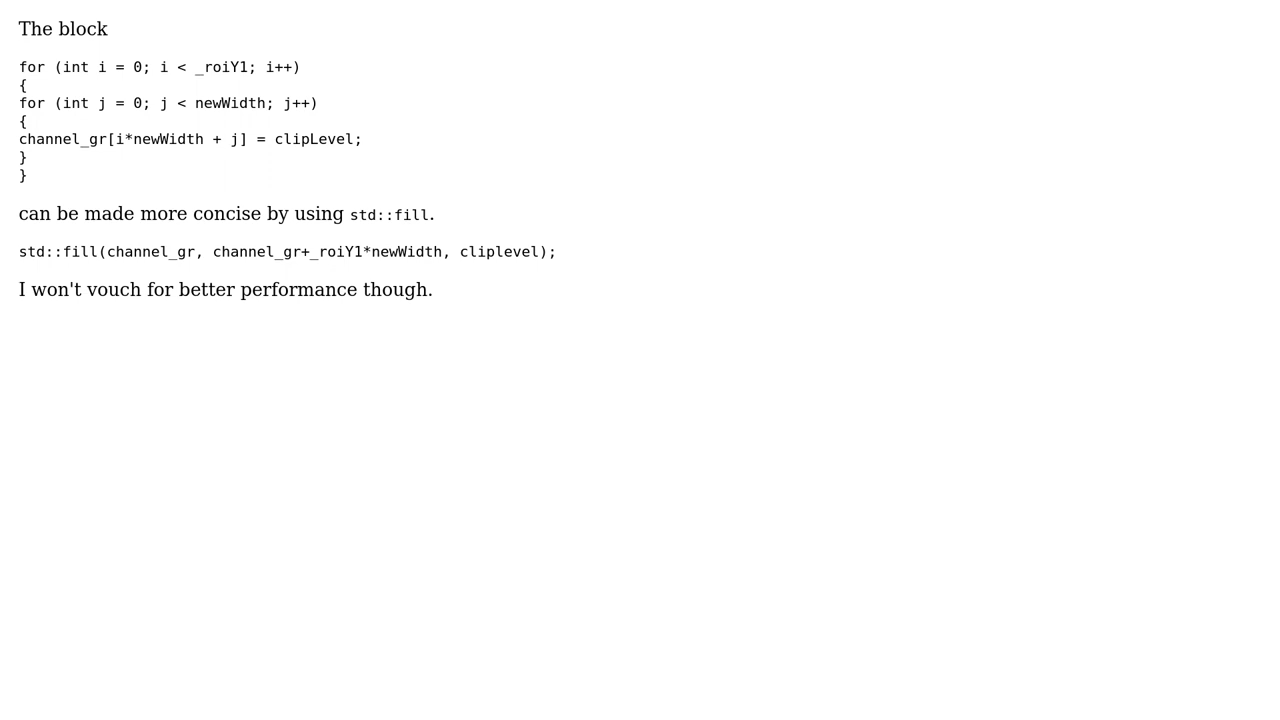 The block
for (int i = 0; i < _roiY1; i++)
{
for (int j = 0; j < newWidth; j++)
{
channel_gr[i*newWidth + j] = clipLevel;
}
}
can be made more concise by using std::fill.
std::fill(channel_gr, channel_gr+_roiY1*newWidth, cliplevel);
I won't vouch for better performance though.